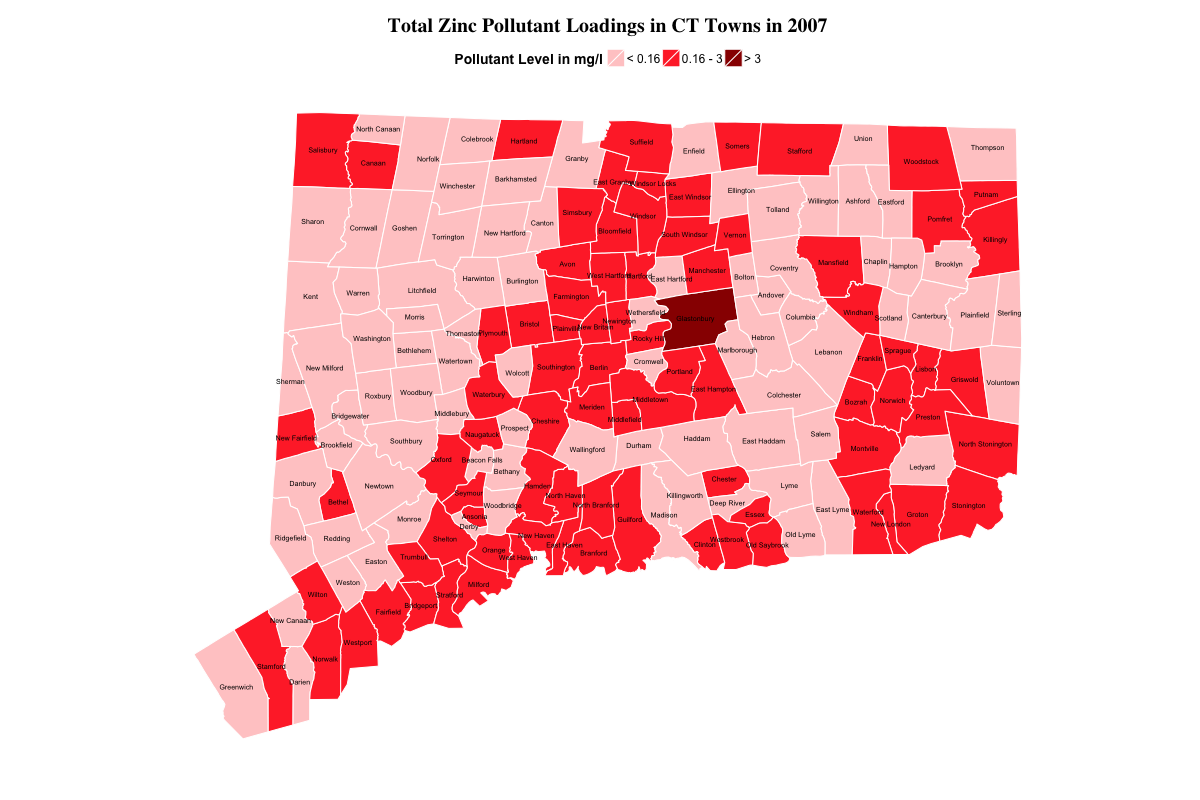 Total Zinc Pollutant Loadings in CT Towns in 2007
Pollutant Level in mg/l < 0.16 0.16 - 3 > 3
North Canaan
Salisbury
Canaan
Norfolk
Colebrook
Hartland
Granby
Suffield
Enfield
Somers
Stafford
Union
Woodstock
Thompson
Winchester
Barkhamsted
East Granby
Windsor Locks
East Windsor
Ellington
Tolland
Willington
Ashford
Eastford
Putnam
Pomfret
Killingly
Sharon
Cornwall
Goshen
Torrington
New Hartford
Canton
Simsbury
Bloomfield
Windsor
South Windsor
Vernon
Mansfield
Chaplin
Hampton
Brooklyn
Kent
Warren
Litchfield
Harwinton
Burlington
Avon
West Hartford
Hartford
East Hartford
Manchester
Bolton
Coventry
Andover
Columbia
Windham
Scotland
Canterbury
Plainfield
Sterling
Morris
Washington
Bethlehem
Thomaston
Watertown
Plymouth
Bristol
Farmington
Plainville
New Britain
Newington
Wethersfield
Rocky Hill
Glastonbury
Hebron
Marlborough
Lebanon
Franklin
Sprague
Lisbon
Griswold
Voluntown
New Milford
Sherman
Roxbury
Woodbury
Bridgewater
Middlebury
Waterbury
Wolcott
Southington
Berlin
Cromwell
Portland
East Hampton
Middletown
Meriden
Middlefield
Colchester
Bozrah
Norwich
Preston
North Stonington
New Fairfield
Brookfield
Southbury
Naugatuck
Prospect
Cheshire
Wallingford
Durham
Haddam
East Haddam
Salem
Montville
Ledyard
Danbury
Bethel
Newtown
Oxford
Beacon Falls
Bethany
Seymour
Woodbridge
Hamden
North Haven
North Branford
Guilford
Madison
Killingworth
Chester
Deep River
Essex
Lyme
East Lyme
Waterford
New London
Groton
Stonington
Ridgefield
Redding
Monroe
Ansonia
Derby
Shelton
Easton
Trumbull
Orange
West Haven
New Haven
East Haven
Branford
Clinton
Westbrook
Old Saybrook
Old Lyme
Weston
Wilton
Fairfield
Bridgeport
Stratford
Milford
New Canaan
Westport
Norwalk
Stamford
Darien
Greenwich